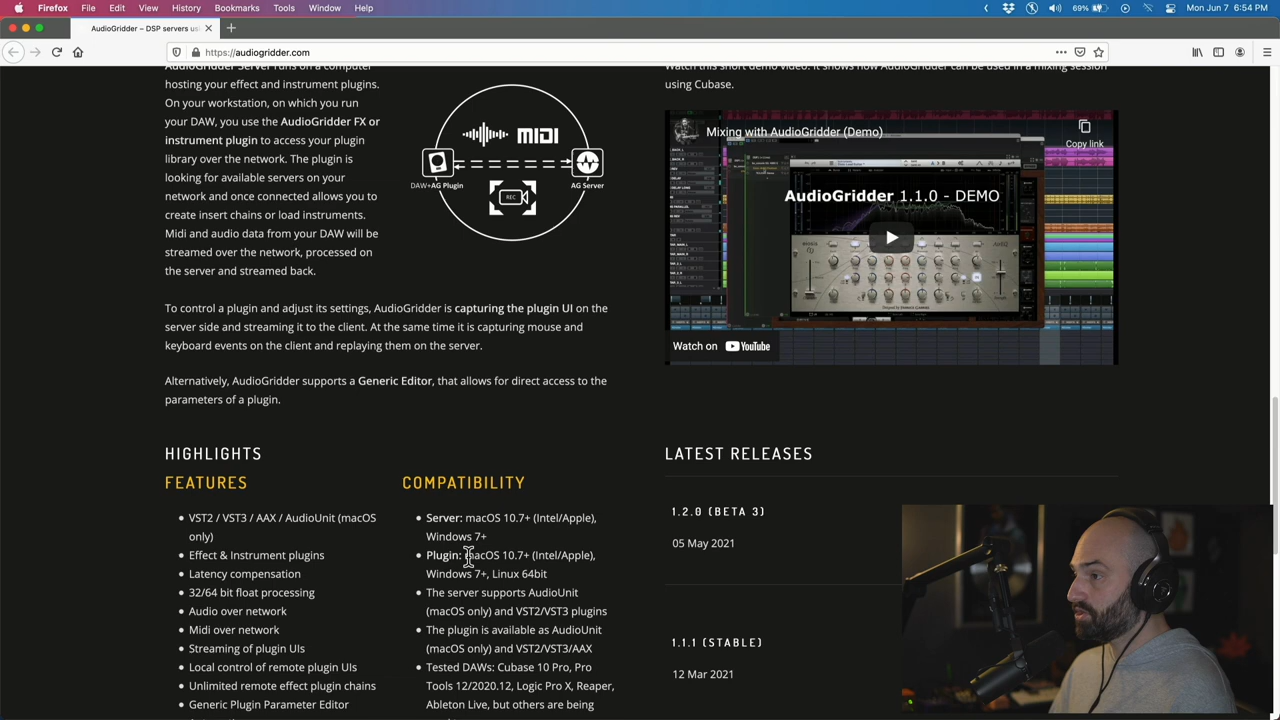 Firefox File Edit View History Bookmarks Tools Window Help
69% Mon Jun 7 6:54 PM
AudioGridder – DSP servers usi
https://audiogridder.com
AudioGridder Server runs on a computer
hosting your effect and instrument plugins.
On your workstation, on which you run
your DAW, you use the AudioGridder FX or
instrument plugin to access your plugin
library over the network. The plugin is
looking for available servers on your
network and once connected allows you to
create insert chains or load instruments.
Midi and audio data from your DAW will be
streamed over the network, processed on
the server and streamed back.
MIDI
DAW+AG Plugin
AG Server
REC
To control a plugin and adjust its settings, AudioGridder is capturing the plugin UI on the
server side and streaming it to the client. At the same time it is capturing mouse and
keyboard events on the client and replaying them on the server.
Alternatively, AudioGridder supports a Generic Editor, that allows for direct access to the
parameters of a plugin.
Watch this short demo video. It shows how AudioGridder can be used in a mixing session
using Cubase.
Mixing with AudioGridder (Demo)
Copy link
AudioGridder 1.1.0 - DEMO
Watch on YouTube
HIGHLIGHTS
FEATURES
VST2 / VST3 / AAX / AudioUnit (macOS
only)
Effect & Instrument plugins
Latency compensation
32/64 bit float processing
Audio over network
Midi over network
Streaming of plugin UIs
Local control of remote plugin UIs
Unlimited remote effect plugin chains
Generic Plugin Parameter Editor
COMPATIBILITY
Server: macOS 10.7+ (Intel/Apple),
Windows 7+
Plugin: macOS 10.7+ (Intel/Apple),
Windows 7+, Linux 64bit
The server supports AudioUnit
(macOS only) and VST2/VST3 plugins
The plugin is available as AudioUnit
(macOS only) and VST2/VST3/AAX
Tested DAWs: Cubase 10 Pro, Pro
Tools 12/2020.12, Logic Pro X, Reaper,
Ableton Live, but others are being
LATEST RELEASES
1.2.0 (BETA 3)
05 May 2021
1.1.1 (STABLE)
12 Mar 2021